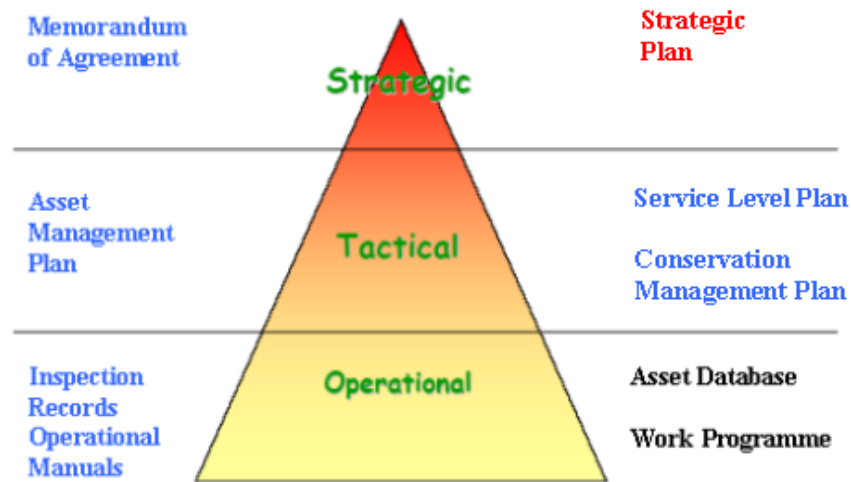 Memorandum
of Agreement
Strategic
Strategic
Plan
Asset
Management
Plan
Tactical
Service Level Plan
Conservation
Management Plan
Inspection
Records
Operational
Manuals
Operational
Asset Database
Work Programme